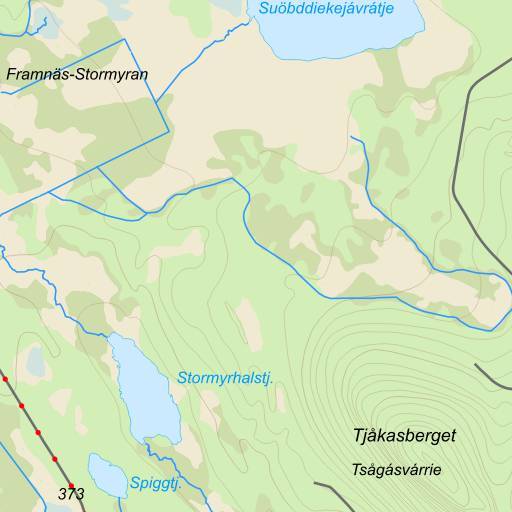 Suöbddiekejávrátje
Framnäs-Stormyran
Stormyrhalstj.
Tjåkasberget
Tsågásvárrie
Spiggtj.
373